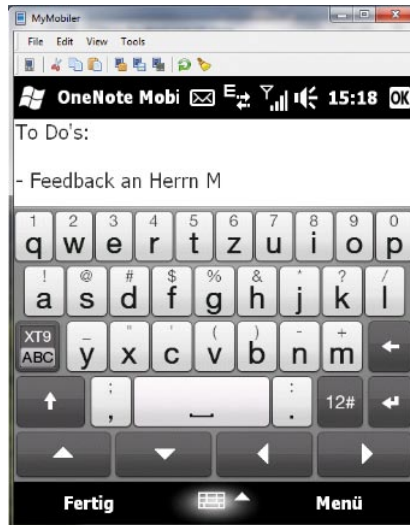 MyMobiler
File Edit View Tools
OneNote Mobi 15:18 OK
To Do's:
- Feedback an Herrn M
1 2 3 4 5 6 7 8 9 0
q w e r t z u i o p
! @ # $ % & * ? /
a s d f g h j k l
XT9 _ " ' ( ) - +
ABC y x c v b n m
; :
, . 12#
Fertig Menü